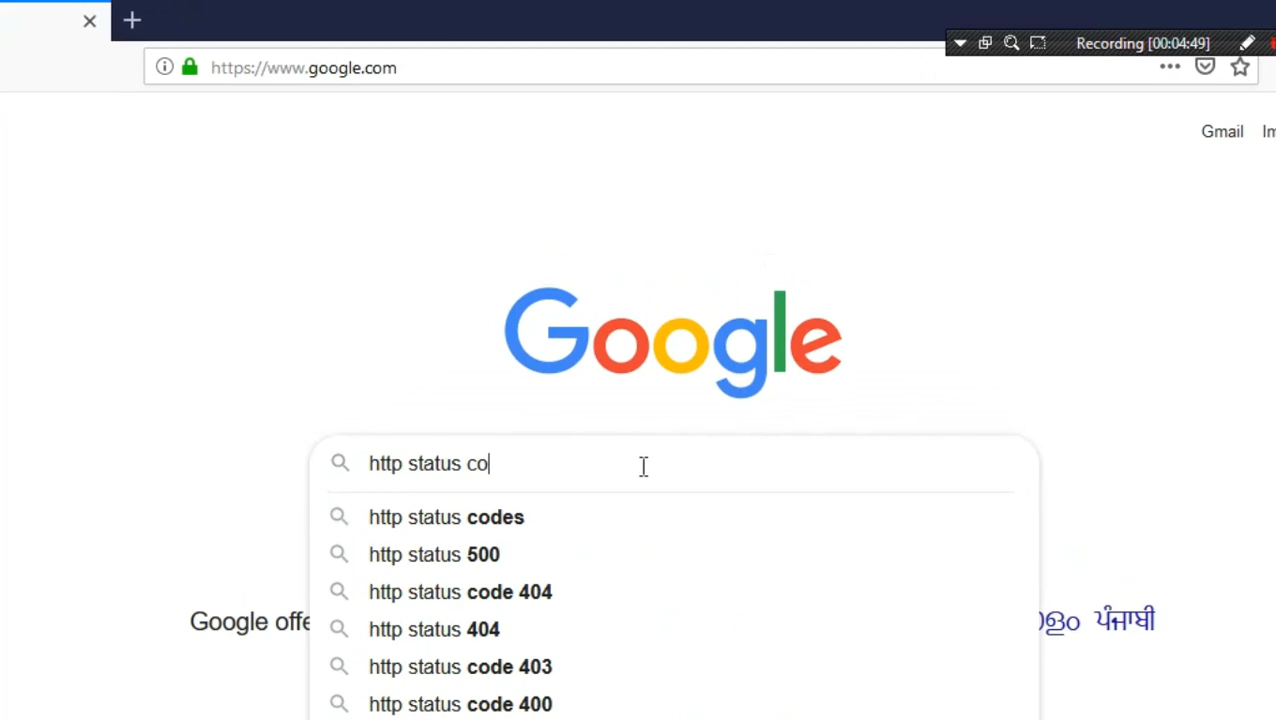 Recording [00:04:49]
https://www.google.com
Gmail
Google
http status co
http status codes
http status 500
http status code 404
http status 404
Google ਪੰਜਾਬੀ
http status code 403
http status code 400